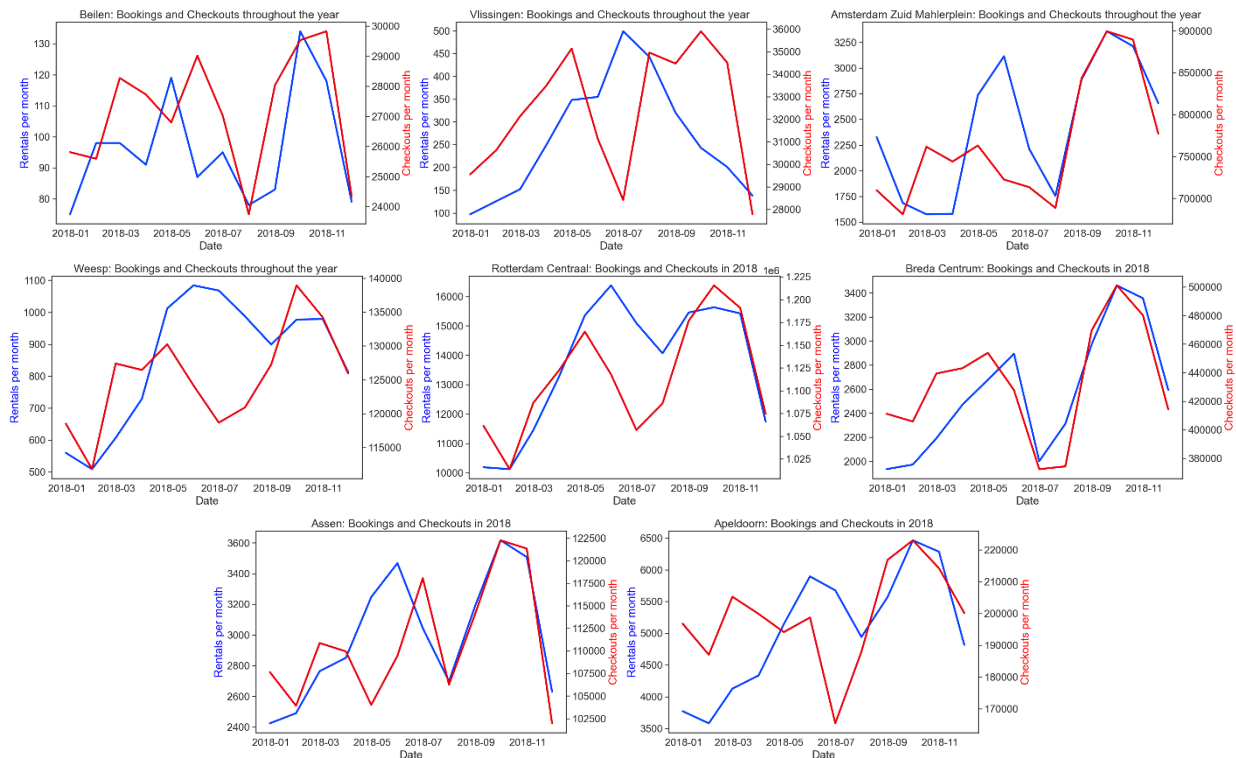 Beilen: Bookings and Checkouts throughout the year
130
120
110
100
90
80
Rentals per month
30000
29000
28000
27000
26000
25000
24000
Checkouts per month
2018-01 2018-03 2018-05 2018-07 2018-09 2018-11
Date
Vlissingen: Bookings and Checkouts throughout the year
500
450
400
350
300
250
200
150
100
Rentals per month
36000
35000
34000
33000
32000
31000
30000
29000
28000
Checkouts per month
2018-01 2018-03 2018-05 2018-07 2018-09 2018-11
Date
Amsterdam Zuid Mahlerplein: Bookings and Checkouts throughout the year
3250
3000
2750
2500
2250
2000
1750
1500
Rentals per month
900000
850000
800000
750000
700000
Checkouts per month
2018-01 2018-03 2018-05 2018-07 2018-09 2018-11
Date
Weesp: Bookings and Checkouts throughout the year
1100
1000
900
800
700
600
500
Rentals per month
140000
135000
130000
125000
120000
115000
Checkouts per month
2018-01 2018-03 2018-05 2018-07 2018-09 2018-11
Date
Rotterdam Centraal: Bookings and Checkouts in 2018
1e6
16000
15000
14000
13000
12000
11000
10000
Rentals per month
1.225
1.200
1.175
1.150
1.125
1.100
1.075
1.050
1.025
Checkouts per month
2018-01 2018-03 2018-05 2018-07 2018-09 2018-11
Date
Breda Centrum: Bookings and Checkouts in 2018
3400
3200
3000
2800
2600
2400
2200
2000
Rentals per month
500000
480000
460000
440000
420000
400000
380000
Checkouts per month
2018-01 2018-03 2018-05 2018-07 2018-09 2018-11
Date
Assen: Bookings and Checkouts in 2018
3600
3400
3200
3000
2800
2600
2400
Rentals per month
122500
120000
117500
115000
112500
110000
107500
105000
102500
Checkouts per month
2018-01 2018-03 2018-05 2018-07 2018-09 2018-11
Date
Apeldoorn: Bookings and Checkouts in 2018
6500
6000
5500
5000
4500
4000
3500
Rentals per month
220000
210000
200000
190000
180000
170000
Checkouts per month
2018-01 2018-03 2018-05 2018-07 2018-09 2018-11
Date